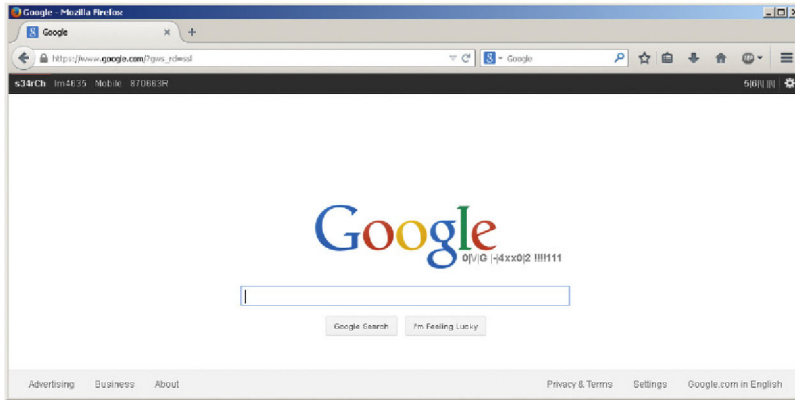 Google - Mozilla Firefox
Google × +
https://www.google.com/?gws_rd=ssl 8 Google
s34rCh Im4635 Mobile 870663R
Google
0|\/|G |-|4xx0|2 !!!!111
Google Search I'm Feeling Lucky
Advertising Business About Privacy & Terms Settings Google.com in English